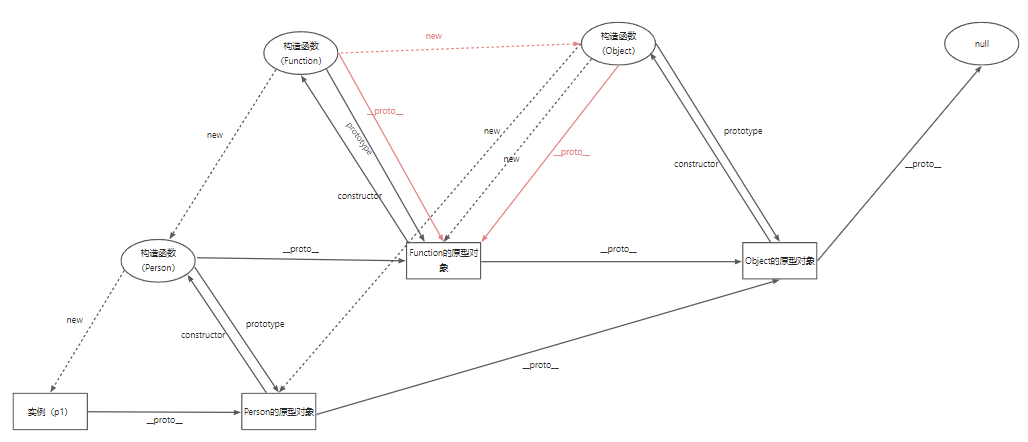 构造函数
(Function)
new
构造函数
(Object)
null
__proto__
prototype
new
new
new
__proto__
prototype
constructor
__proto__
constructor
构造函数
(Person)
__proto__
Function的原型对
象
__proto__
Object的原型对象
new
prototype
constructor
__proto__
实例（p1）
__proto__
Person的原型对象